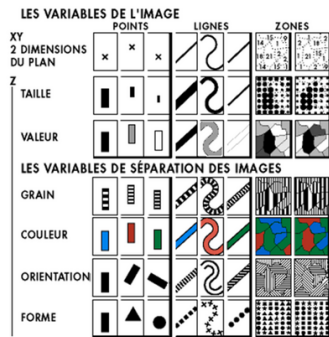 LES VARIABLES DE L'IMAGE
POINTS LIGNES ZONES
XY
2 DIMENSIONS
DU PLAN
Z
TAILLE
VALEUR
LES VARIABLES DE SÉPARATION DES IMAGES
GRAIN
COULEUR
ORIENTATION
FORME